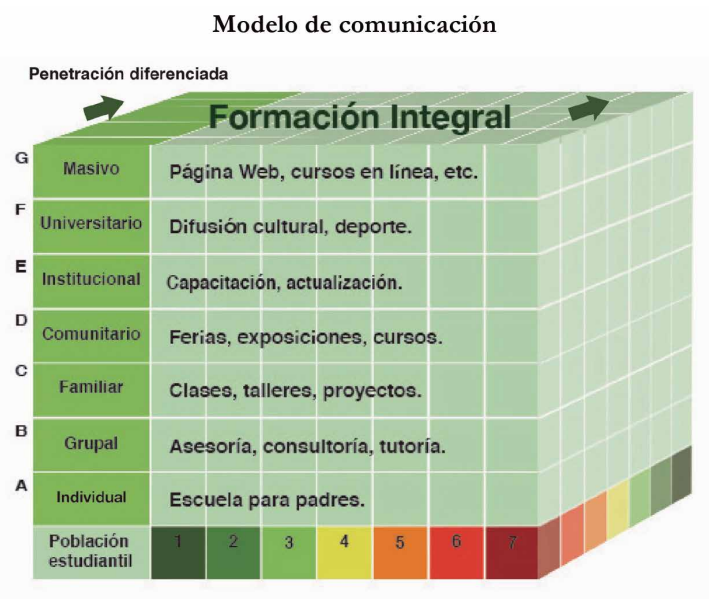 Modelo de comunicación
Penetración diferenciada
Formación Integral
G Masivo Página Web, cursos en línea, etc.
F Universitario Difusión cultural, deporte.
E Institucional Capacitación, actualización.
D Comunitario Ferias, exposiciones, cursos.
C Familiar Clases, talleres, proyectos.
B Grupal Asesoría, consultoría, tutoría.
A Individual Escuela para padres.
Población
estudiantil 1 2 3 4 5 6 7